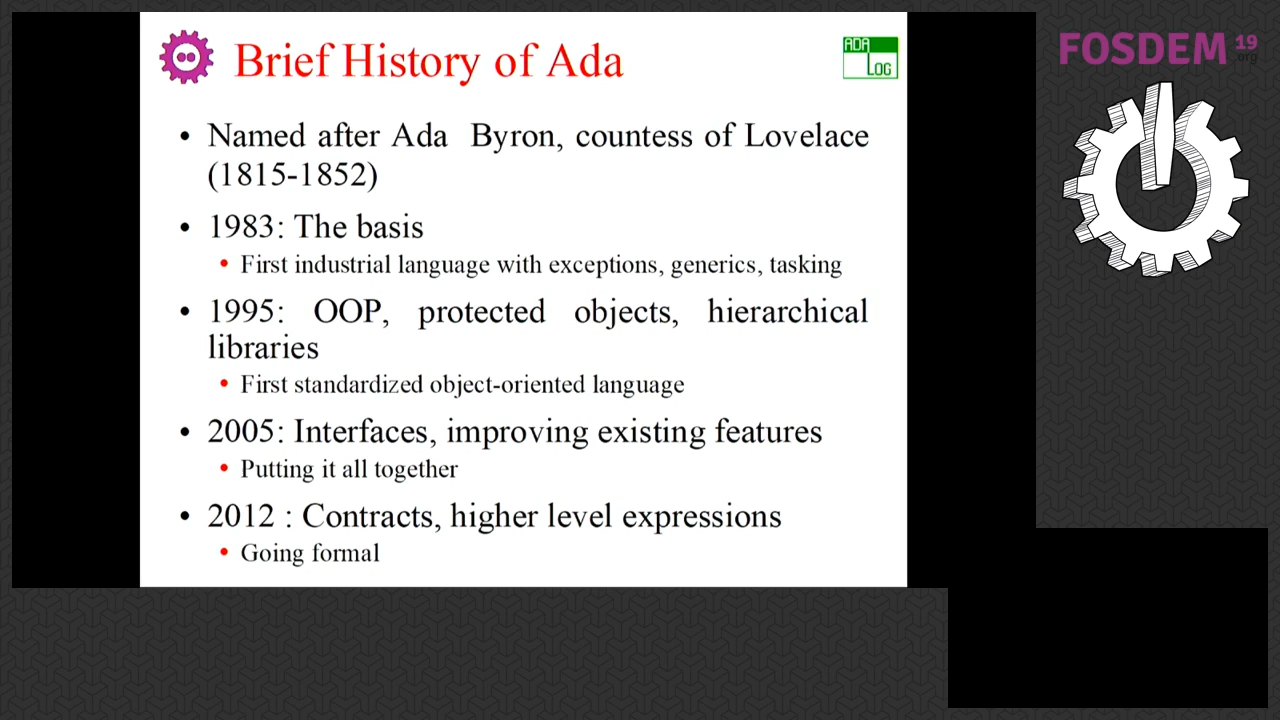 Brief History of Ada
ADA
LOG
FOSDEM 19
.org
• Named after Ada Byron, countess of Lovelace
(1815-1852)
• 1983: The basis
• First industrial language with exceptions, generics, tasking
• 1995: OOP, protected objects, hierarchical
libraries
• First standardized object-oriented language
• 2005: Interfaces, improving existing features
• Putting it all together
• 2012 : Contracts, higher level expressions
• Going formal